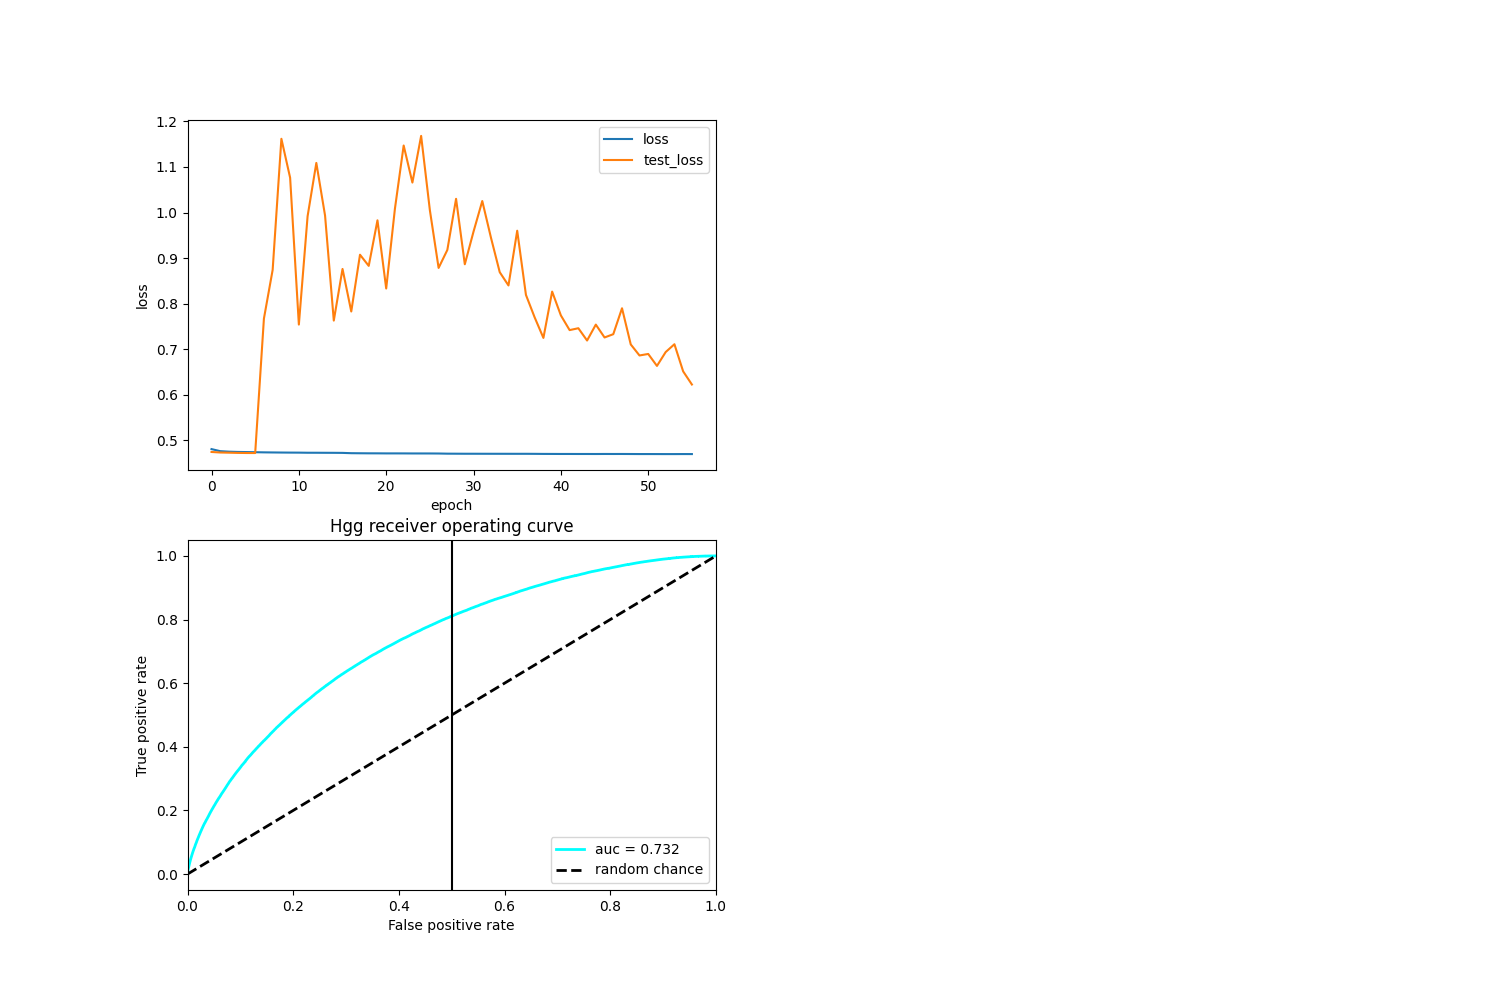 1.2
1.1
1.0
0.9
0.8
0.7
0.6
0.5
loss
loss
test_loss
0 10 20 30 40 50
epoch
Hgg receiver operating curve
1.0
0.8
0.6
0.4
0.2
0.0
True positive rate
auc = 0.732
random chance
0.0 0.2 0.4 0.6 0.8 1.0
False positive rate